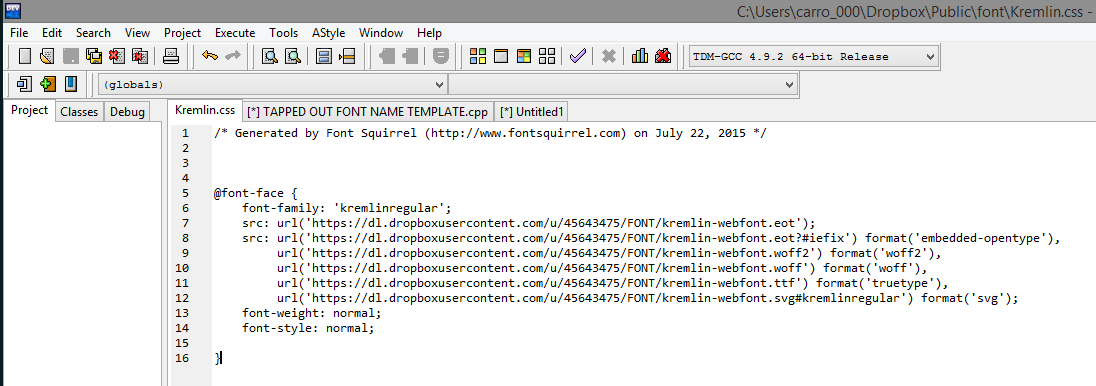 DEV
C:\Users\carro_000\Dropbox\Public\font\Kremlin.css -
File Edit Search View Project Execute Tools AStyle Window Help
TDM-GCC 4.9.2 64-bit Release
(globals)
Project Classes Debug Kremlin.css [*] TAPPED OUT FONT NAME TEMPLATE.cpp [*] Untitled1
1 /* Generated by Font Squirrel (http://www.fontsquirrel.com) on July 22, 2015 */
2
3
4
5 @font-face {
6 font-family: 'kremlinregular';
7 src: url('https://dl.dropboxusercontent.com/u/45643475/FONT/kremlin-webfont.eot');
8 src: url('https://dl.dropboxusercontent.com/u/45643475/FONT/kremlin-webfont.eot?#iefix') format('embedded-opentype'),
9 url('https://dl.dropboxusercontent.com/u/45643475/FONT/kremlin-webfont.woff2') format('woff2'),
10 url('https://dl.dropboxusercontent.com/u/45643475/FONT/kremlin-webfont.woff') format('woff'),
11 url('https://dl.dropboxusercontent.com/u/45643475/FONT/kremlin-webfont.ttf') format('truetype'),
12 url('https://dl.dropboxusercontent.com/u/45643475/FONT/kremlin-webfont.svg#kremlinregular') format('svg');
13 font-weight: normal;
14 font-style: normal;
15
16 }